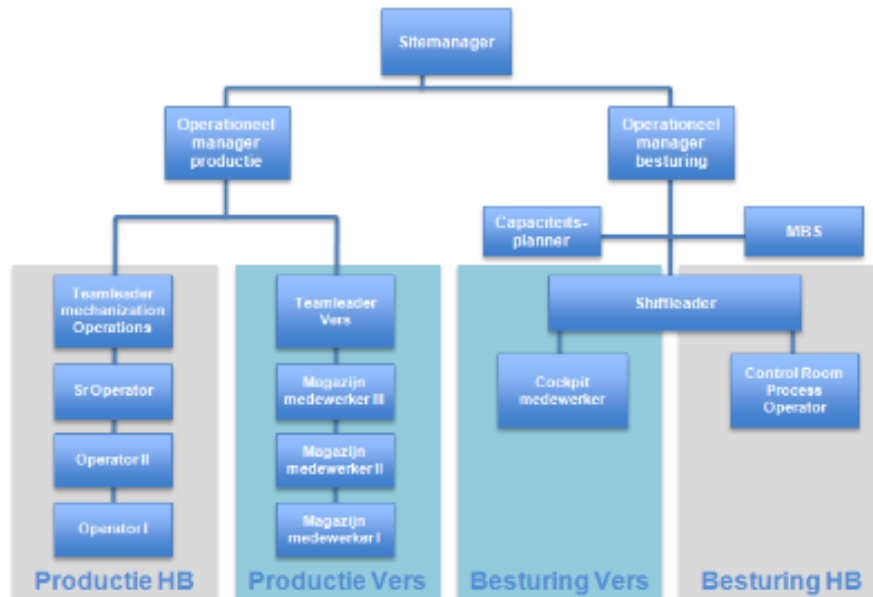 Sitemanager
Operationeel
manager
productie
Operationeel
manager
besturing
Capaciteits-
planner
MBS
Teamleader
mechanization
Operations
Teamleader
Vers
Shiftleader
Sr Operator
Magazijn
medewerker III
Cockpit
medewerker
Control Room
Process
Operator
Operator II
Magazijn
medewerker II
Operator I
Magazijn
medewerker I
Productie HB
Productie Vers
Besturing Vers
Besturing HB